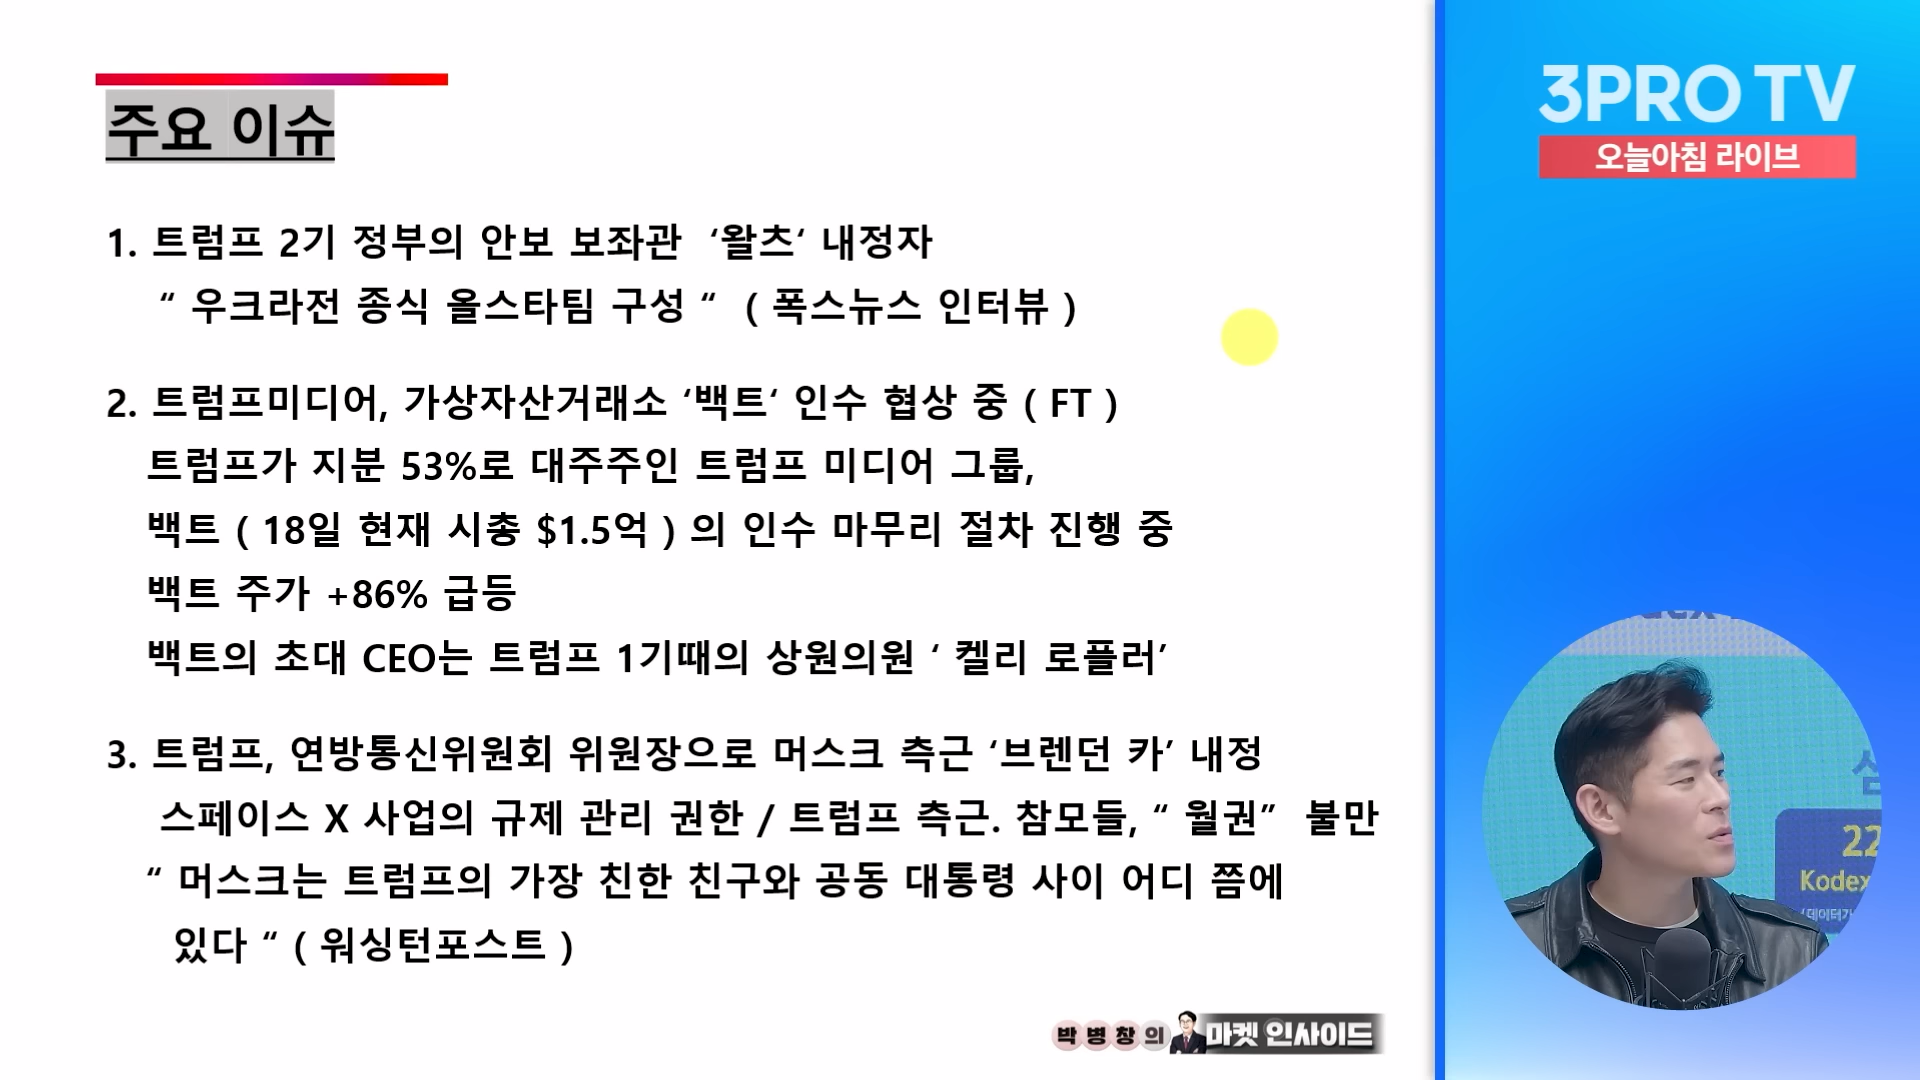 주요 이슈
1. 트럼프 2기 정부의 안보 보좌관 ‘왈츠‘ 내정자
“ 우크라전 종식 올스타팀 구성 “ ( 폭스뉴스 인터뷰 )
2. 트럼프미디어, 가상자산거래소 ‘백트‘ 인수 협상 중 ( FT )
트럼프가 지분 53%로 대주주인 트럼프 미디어 그룹,
백트 ( 18일 현재 시총 $1.5억 ) 의 인수 마무리 절차 진행 중
백트 주가 +86% 급등
백트의 초대 CEO는 트럼프 1기때의 상원의원 ‘ 켈리 로플러’
3. 트럼프, 연방통신위원회 위원장으로 머스크 측근 ‘브렌던 카’ 내정
스페이스 X 사업의 규제 관리 권한 / 트럼프 측근. 참모들, “ 월권” 불만
“ 머스크는 트럼프의 가장 친한 친구와 공동 대통령 사이 어디 쯤에
있다 “ ( 워싱턴포스트 )
박병창의 마켓 인사이드
3PRO TV
오늘아침 라이브
22
Kodex